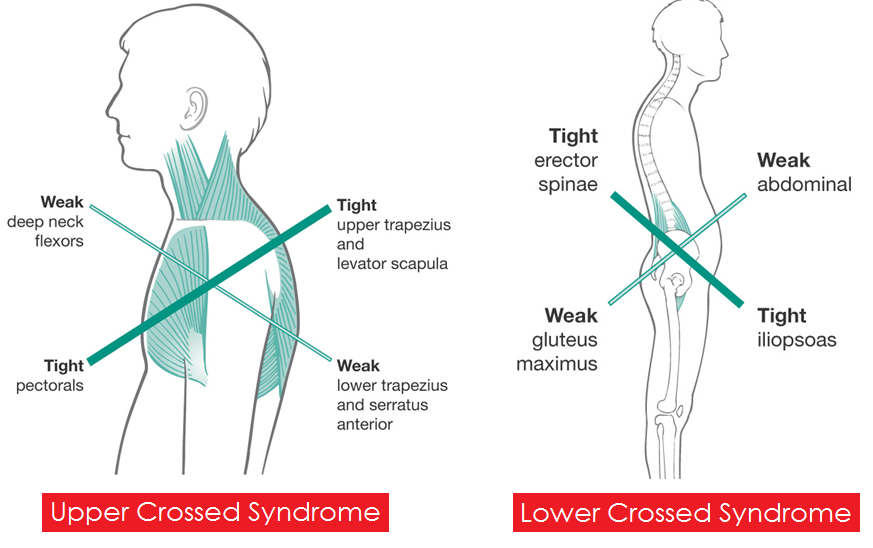 Weak
deep neck
flexors
Tight
upper trapezius
and
levator scapula
Tight
pectorals
Weak
lower trapezius
and serratus
anterior
Upper Crossed Syndrome
Tight
erector
spinae
Weak
abdominal
Weak
gluteus
maximus
Tight
iliopsoas
Lower Crossed Syndrome